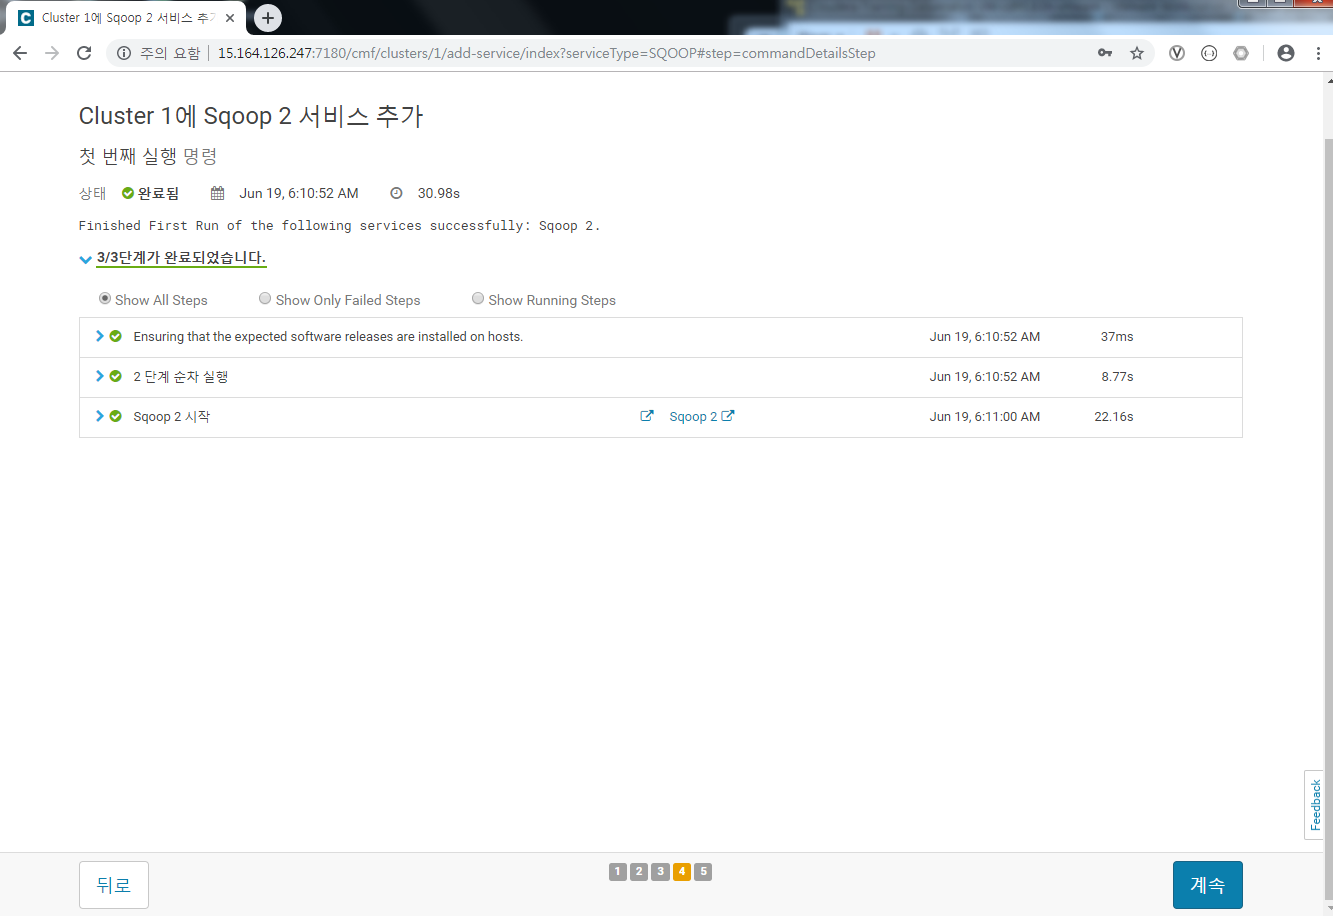 Cluster 1에 Sqoop 2 서비스 추가
주의 요함 15.164.126.247:7180/cmf/clusters/1/add-service/index?serviceType=SQOOP#step=commandDetailsStep
Cluster 1에 Sqoop 2 서비스 추가
첫 번째 실행 명령
상태 완료됨 Jun 19, 6:10:52 AM 30.98s
Finished First Run of the following services successfully: Sqoop 2.
3/3단계가 완료되었습니다.
Show All Steps Show Only Failed Steps Show Running Steps
Ensuring that the expected software releases are installed on hosts. Jun 19, 6:10:52 AM 37ms
2 단계 순차 실행 Jun 19, 6:10:52 AM 8.77s
Sqoop 2 시작 Sqoop 2 Jun 19, 6:11:00 AM 22.16s
Feedback
뒤로 1 2 3 4 5 계속